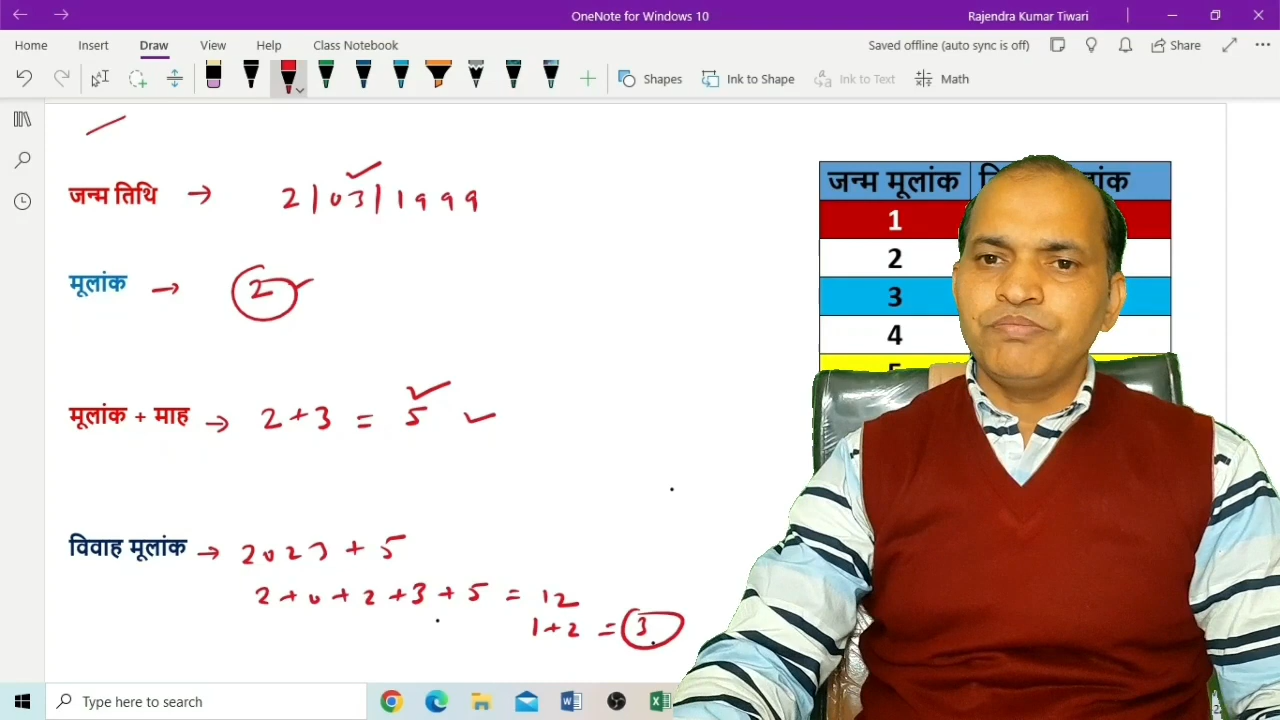 OneNote for Windows 10
Rajendra Kumar Tiwari
Home Insert Draw View Help Class Notebook
Saved offline (auto sync is off) Share
Shapes Ink to Shape Ink to Text Math
जन्म तिथि → 2|03|1999
मूलांक → 2
मूलांक + माह → 2+3 = 5
विवाह मूलांक → 2023 + 5
2+0+2+3+5 = 12
1+2 = 3
जन्म मूलांक
1
2
3
4
Type here to search